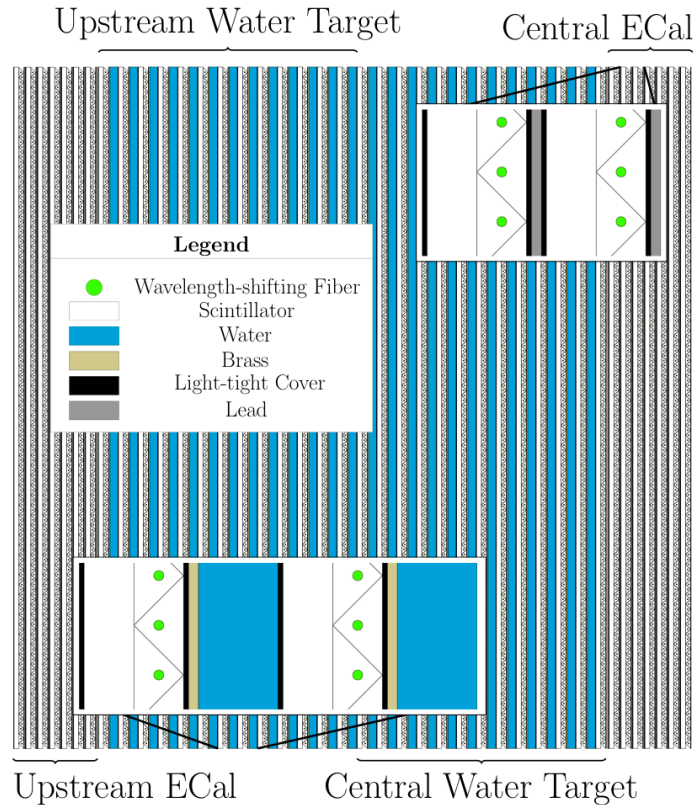 Upstream Water Target
Central ECal
Legend
Wavelength-shifting Fiber
Scintillator
Water
Brass
Light-tight Cover
Lead
Upstream ECal
Central Water Target